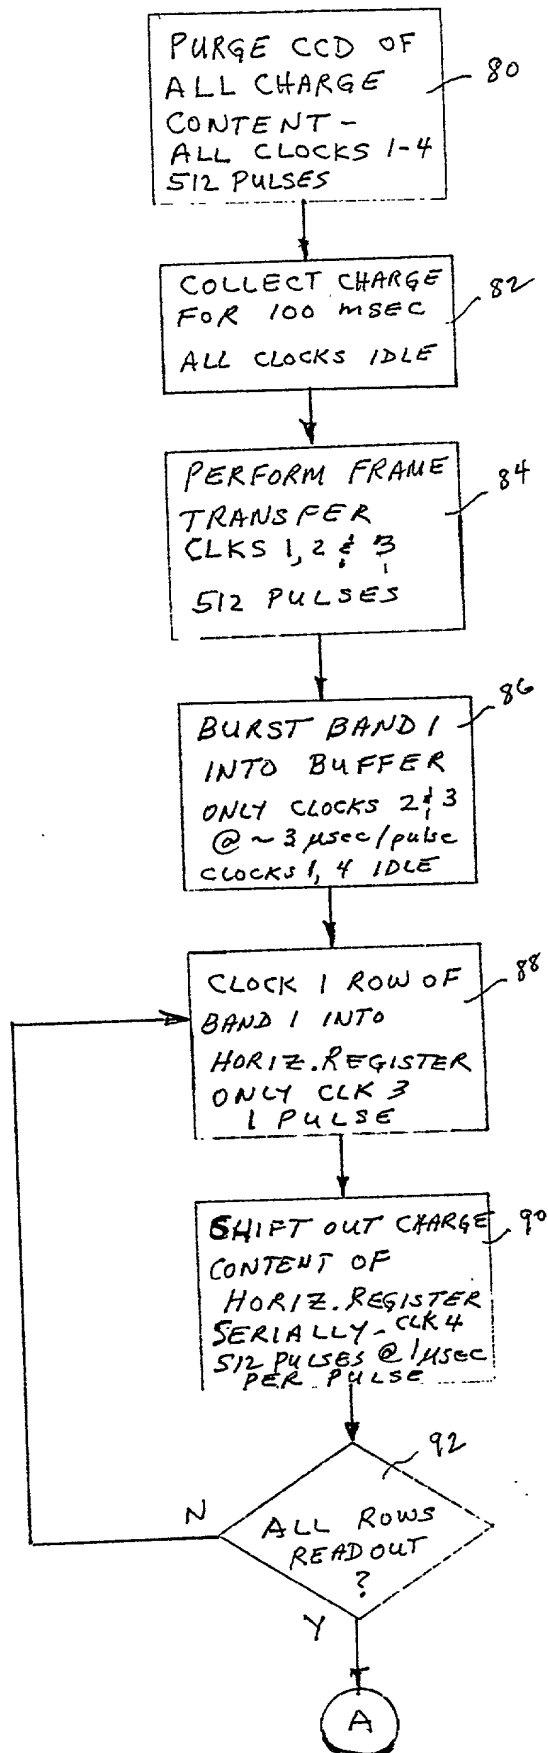 PURGE CCD OF
ALL CHARGE
CONTENT-
ALL CLOCKS 1-4
512 PULSES
80
COLLECT CHARGE
FOR 100 mSEC
ALL CLOCKS IDLE
82
PERFORM FRAME
TRANSFER
CLKS 1, 2 & 3
512 PULSES
84
BURST BAND 1
INTO BUFFER
ONLY CLOCKS 2 & 3
@ ~ 3 µsec/pulse
CLOCKS 1, 4 IDLE
86
CLOCK 1 ROW OF
BAND 1 INTO
HORIZ. REGISTER
ONLY CLK 3
1 PULSE
88
SHIFT OUT CHARGE
CONTENT OF
HORIZ. REGISTER
SERIALLY - CLK 4
512 PULSES @ 1 µsec
PER PULSE
90
92
N
ALL ROWS
READ OUT
?
Y
A